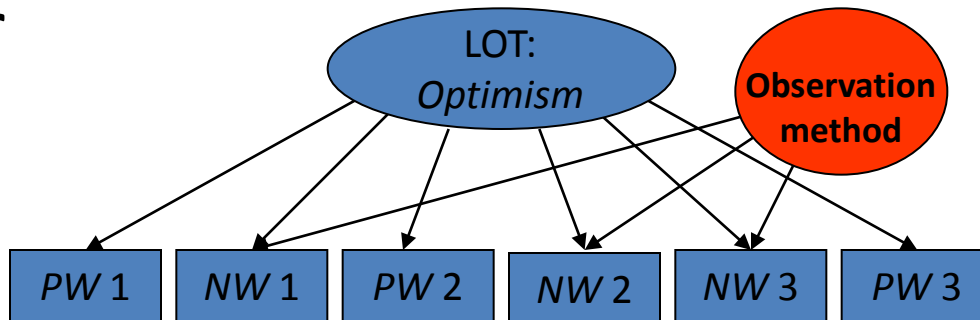 LOT:
Optimism
Observation
method
PW 1
NW 1
PW 2
NW 2
NW 3
PW 3